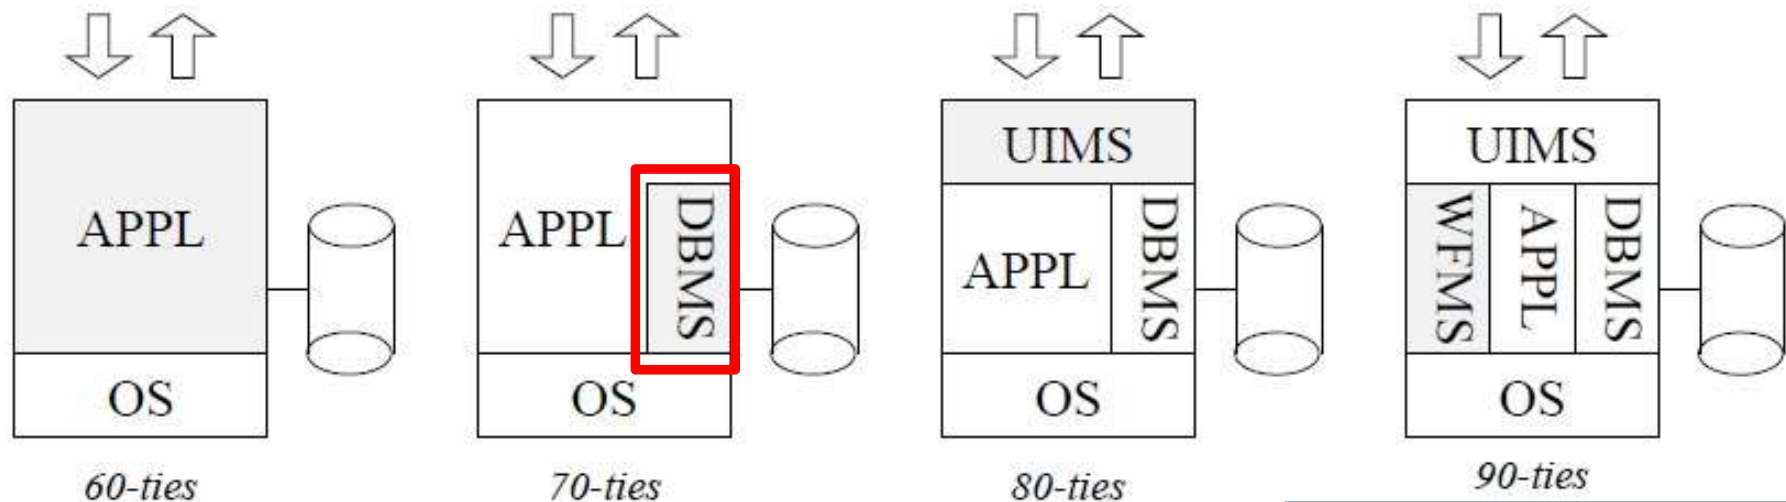 APPL
OS
60-ties
APPL
DBMS
OS
70-ties
UIMS
APPL
DBMS
OS
80-ties
UIMS
WFMS
APPL
DBMS
OS
90-ties